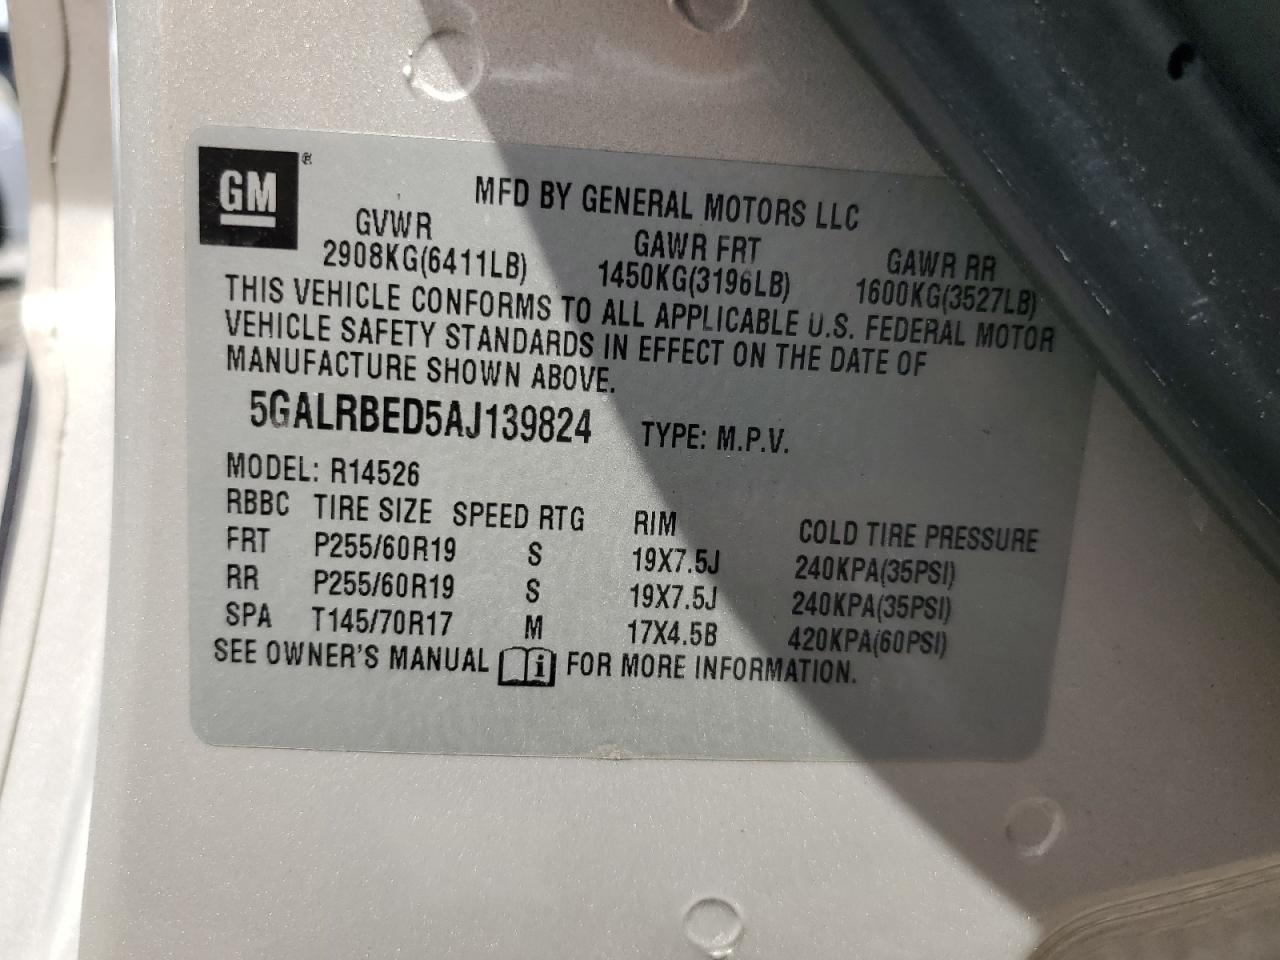 GM ®
MFD BY GENERAL MOTORS LLC
GVWR GAWR FRT GAWR RR
2908KG(6411LB) 1450KG(3196LB) 1600KG(3527LB)
THIS VEHICLE CONFORMS TO ALL APPLICABLE U.S. FEDERAL MOTOR
VEHICLE SAFETY STANDARDS IN EFFECT ON THE DATE OF
MANUFACTURE SHOWN ABOVE.
5GALRBED5AJ139824 TYPE: M.P.V.
MODEL: R14526
RBBC TIRE SIZE SPEED RTG RIM COLD TIRE PRESSURE
FRT P255/60R19 S 19X7.5J 240KPA(35PSI)
RR P255/60R19 S 19X7.5J 240KPA(35PSI)
SPA T145/70R17 M 17X4.5B 420KPA(60PSI)
SEE OWNER'S MANUAL i FOR MORE INFORMATION.